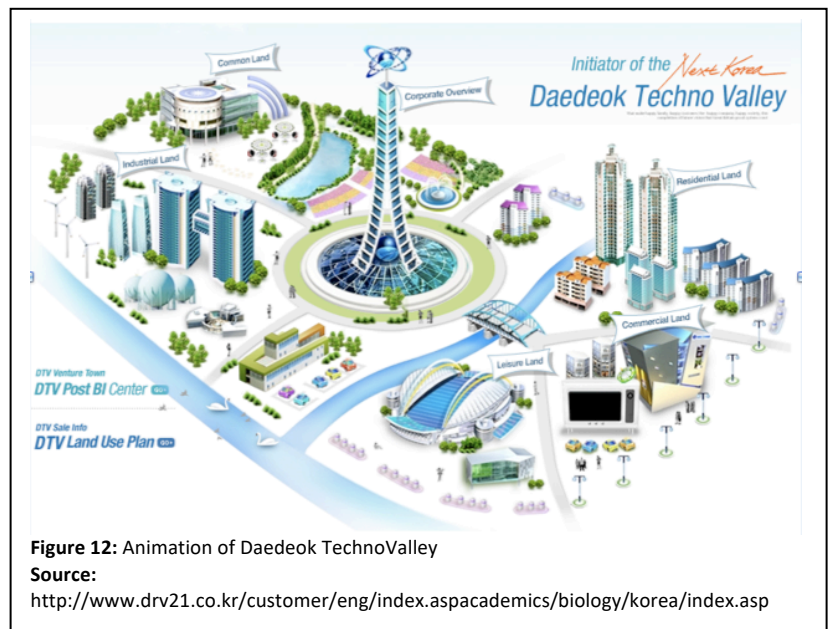 Common Land
Corporate Overview
Initiator of the Next Korea
Daedeok Techno Valley
Industrial Land
Residential Land
Commercial Land
Leisure Land
DTV Venture Town
DTV Post BI Center GO+
DTV Sale Info
DTV Land Use Plan GO+
Figure 12: Animation of Daedeok TechnoValley
Source:
http://www.drv21.co.kr/customer/eng/index.aspacademics/biology/korea/index.asp